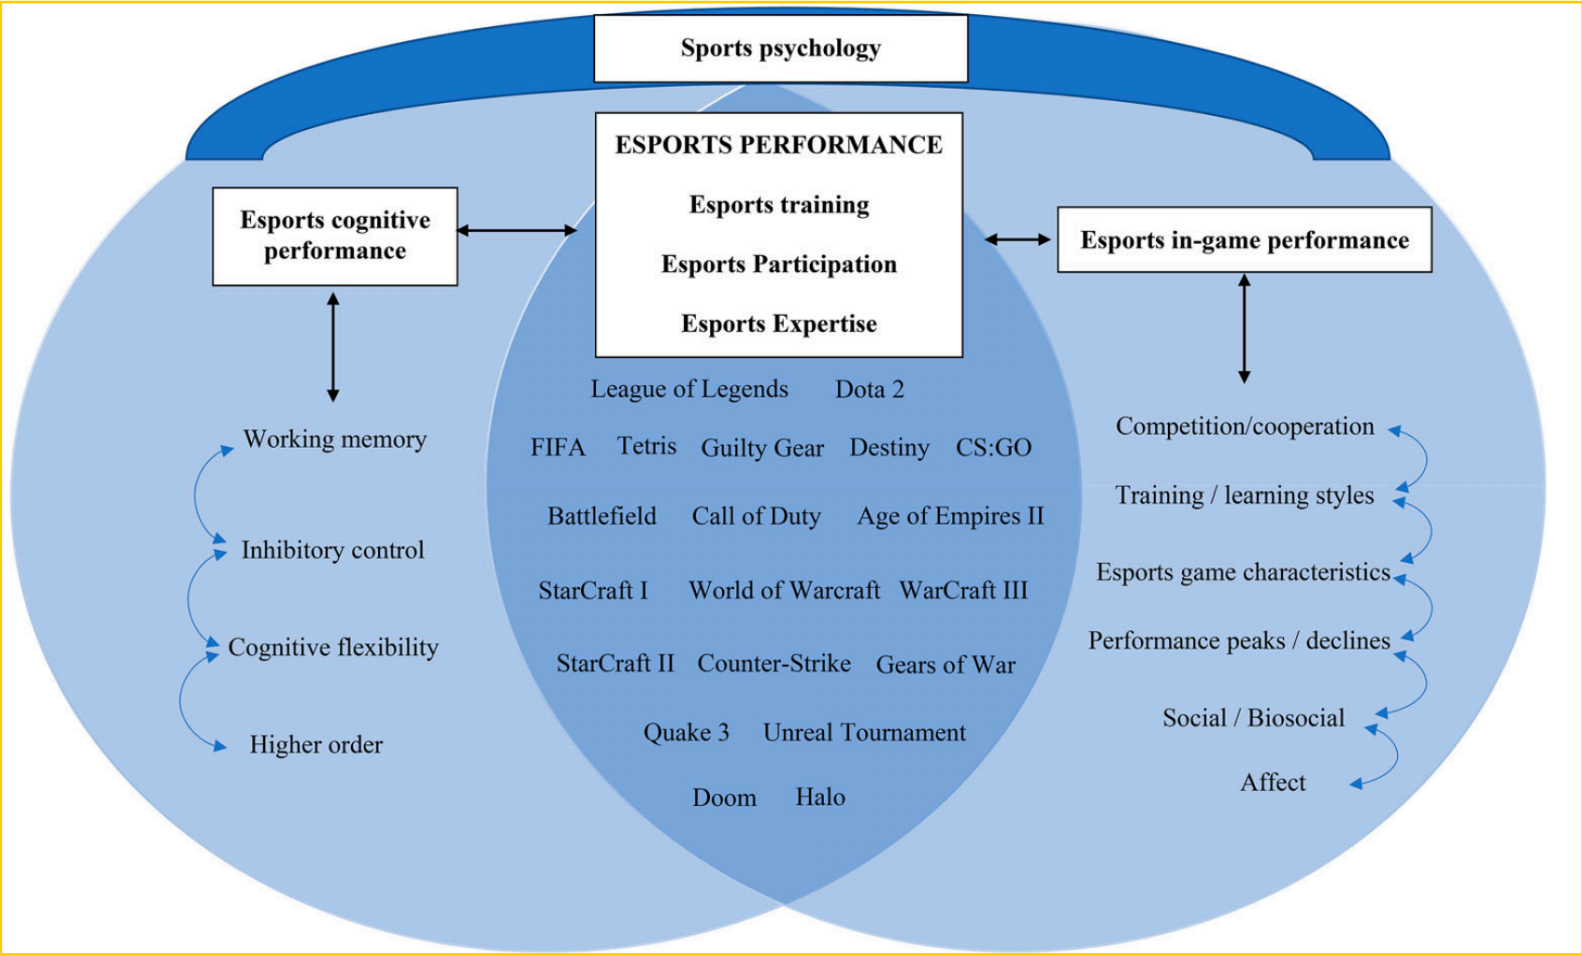 Sports psychology
ESPORTS PERFORMANCE
Esports training
Esports Participation
Esports Expertise
Esports cognitive
performance
Esports in-game performance
Working memory
Inhibitory control
Cognitive flexibility
Higher order
League of Legends Dota 2
FIFA Tetris Guilty Gear Destiny CS:GO
Battlefield Call of Duty Age of Empires II
StarCraft I World of Warcraft WarCraft III
StarCraft II Counter-Strike Gears of War
Quake 3 Unreal Tournament
Doom Halo
Competition/cooperation
Training / learning styles
Esports game characteristics
Performance peaks / declines
Social / Biosocial
Affect